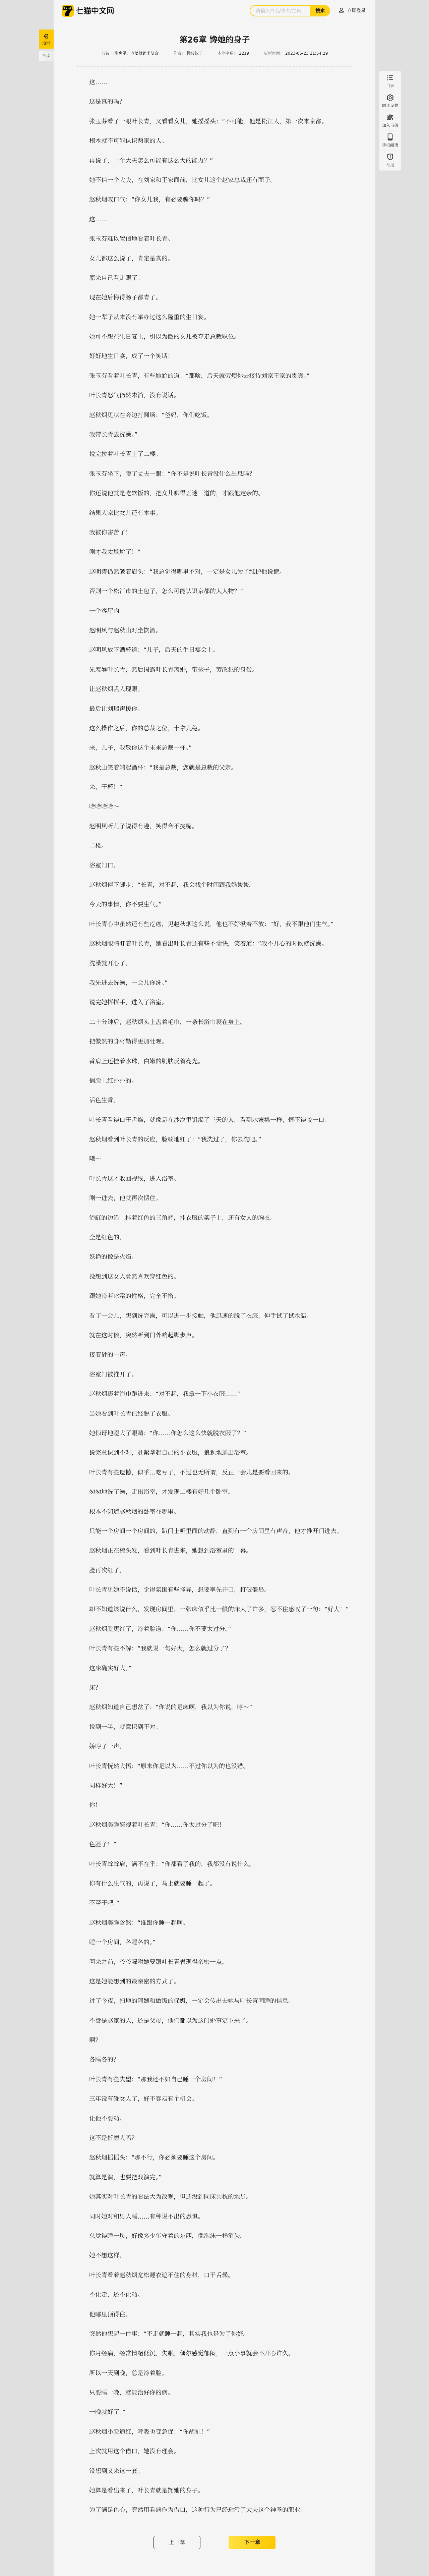 七猫中文网
请输入书名/作者/主角
搜索
立即登录
返回
畅读
目录
阅读设置
加入书架
手机阅读
举报
第26章 馋她的身子
本章字数： 2219
更新时间： 2023-05-23 21:54:29
这……
这是真的吗？
张玉芬看了一眼叶长青，又看看女儿，她摇摇头：“不可能，他是松江人，第一次来京都。
根本就不可能认识两家的人。
再说了，一个大夫怎么可能有这么大的能力？”
她不信一个大夫，在刘家和王家面前，比女儿这个赵家总裁还有面子。
赵秋烟叹口气：“你女儿我，有必要骗你吗？”
这……
张玉芬难以置信地看着叶长青。
女儿都这么说了，肯定是真的。
原来自己看走眼了。
现在她后悔得肠子都青了。
她一辈子从来没有举办过这么隆重的生日宴。
她可不想在生日宴上，引以为傲的女儿被夺走总裁职位。
好好地生日宴，成了一个笑话！
张玉芬看着叶长青，有些尴尬的道：“那啥，后天就劳烦你去接待刘家王家的贵宾。”
叶长青怒气仍然未消，没有说话。
赵秋烟见状在旁边打圆场：“爸妈，你们吃饭。
我带长青去洗澡。”
说完拉着叶长青上了二楼。
张玉芬坐下，瞪了丈夫一眼：“你不是说叶长青没什么出息吗？
你还说他就是吃软饭的，把女儿哄得五迷三道的，才跟他定亲的。
结果人家比女儿还有本事。
我被你害苦了！
刚才我太尴尬了！”
赵明涛仍然皱着眉头：“我总觉得哪里不对，一定是女儿为了维护他说谎。
否则一个松江市的土包子，怎么可能认识京都的大人物？”
一个客厅内。
赵明风与赵秋山对坐饮酒。
赵明风放下酒杯道：“儿子，后天的生日宴会上。
先羞辱叶长青，然后揭露叶长青离婚，带孩子，劳改犯的身份。
让赵秋烟丢人现眼。
最后让刘瑞声援你。
这么操作之后，你的总裁之位，十拿九稳。
来，儿子，我敬你这个未来总裁一杯。”
赵秋山笑着端起酒杯：“我是总裁，您就是总裁的父亲。
来，干杯！”
哈哈哈哈～
赵明风听儿子说得有趣，笑得合不拢嘴。
二楼。
浴室门口。
赵秋烟停下脚步：“长青，对不起，我会找个时间跟我妈谈谈。
今天的事情，你不要生气。”
叶长青心中虽然还有些疙瘩，见赵秋烟这么说，他也不好揪着不放：“好，我不跟他们生气。”
赵秋烟眼睛盯着叶长青，她看出叶长青还有些不愉快，笑着道：“我不开心的时候就洗澡。
洗澡就开心了。
我先进去洗澡，一会儿你洗。”
说完她挥挥手，进入了浴室。
二十分钟后，赵秋烟头上盘着毛巾，一条长浴巾裹在身上。
把傲然的身材勒得更加壮观。
香肩上还挂着水珠，白嫩的肌肤反着亮光。
俏脸上红扑扑的。
活色生香。
叶长青看得口干舌燥，就像是在沙漠里饥渴了三天的人，看到水蜜桃一样，恨不得咬一口。
赵秋烟看到叶长青的反应，脸顿地红了：“我洗过了，你去洗吧。”
哦～
叶长青这才收回视线，进入浴室。
刚一进去，他就再次愣住。
浴缸的边沿上挂着红色的三角裤，挂衣服的架子上，还有女人的胸衣。
全是红色的。
妖艳的像是火焰。
没想到这女人竟然喜欢穿红色的。
跟她冷若冰霜的性格，完全不搭。
看了一会儿，想到洗完澡，可以进一步接触，他迅速的脱了衣服，伸手试了试水温。
就在这时候，突然听到门外响起脚步声。
接着砰的一声。
浴室门被推开了。
赵秋烟裹着浴巾跑进来：“对不起，我拿一下小衣服……”
当她看到叶长青已经脱了衣服。
她惊讶地瞪大了眼睛：“你……你怎么这么快就脱衣服了？”
说完意识到不对，赶紧拿起自己的小衣服，狼狈地逃出浴室。
叶长青有些遗憾，似乎…吃亏了，不过也无所谓，反正一会儿是要看回来的。
匆匆地洗了澡，走出浴室，才发现二楼有好几个卧室。
根本不知道赵秋烟的卧室在哪里。
只能一个房间一个房间的，趴门上听里面的动静，直到有一个房间里有声音，他才推开门进去。
赵秋烟正在梳头发，看到叶长青进来，她想到浴室里的一幕。
脸再次红了。
叶长青见她不说话，觉得氛围有些怪异，想要率先开口，打破僵局。
却不知道该说什么，发现房间里，一张床似乎比一般的床大了许多，忍不住感叹了一句：“好大！”
赵秋烟脸更红了，冷着脸道：“你……你不要太过分。”
叶长青有些不解：“我就说一句好大，怎么就过分了？
这床确实好大。”
床？
赵秋烟知道自己想岔了：“你说的是床啊，我以为你说，哼～”
说到一半，就意识到不对。
娇哼了一声。
叶长青恍然大悟：“原来你是以为……不过你以为的也没错。
同样好大！”
你！
赵秋烟美眸怒视着叶长青：“你……你太过分了吧！
色胚子！”
叶长青耸耸肩，满不在乎：“你都看了我的，我都没有说什么。
你有什么生气的，再说了，马上就要睡一起了。
不至于吧。”
赵秋烟美眸含煞：“谁跟你睡一起啊。
睡一个房间，各睡各的。”
回来之前，爷爷嘱咐她要跟叶长青表现得亲密一点。
这是她能想到的最亲密的方式了。
过了今夜，扫地的阿姨和做饭的保姆，一定会传出去她与叶长青同睡的信息。
不管是赵家的人，还是父母，他们都以为这门婚事定下来了。
啊？
各睡各的？
叶长青有些失望：“那我还不如自己睡一个房间！”
三年没有碰女人了，好不容易有个机会。
让他不要动。
这不是折磨人吗？
赵秋烟摇摇头：“那不行，你必须要睡这个房间。
就算是演，也要把戏演完。”
她其实对叶长青的看法大为改观，但还没到同床共枕的地步。
同时她对和男人睡……有种说不出的恐惧。
总觉得睡一块，好像多少年守着的东西，像泡沫一样消失。
她不想这样。
叶长青看着赵秋烟宽松睡衣遮不住的身材，口干舌燥。
不让走，还不让动。
他哪里顶得住。
突然他想起一件事：“不走就睡一起，其实我也是为了你好。
你月经痛，经常情绪低沉，失眠，偶尔感觉郁闷，一点小事就会不开心许久。
所以一天到晚，总是冷着脸。
只要睡一晚，就能治好你的病。
一晚就好了。”
赵秋烟小脸通红，呼吸也变急促：“你胡扯！”
上次就用这个借口，她没有理会。
没想到又来这一套。
她算是看出来了，叶长青就是馋她的身子。
为了满足色心，竟然用看病作为借口，这种行为已经玷污了大夫这个神圣的职业。
上一章
下一章